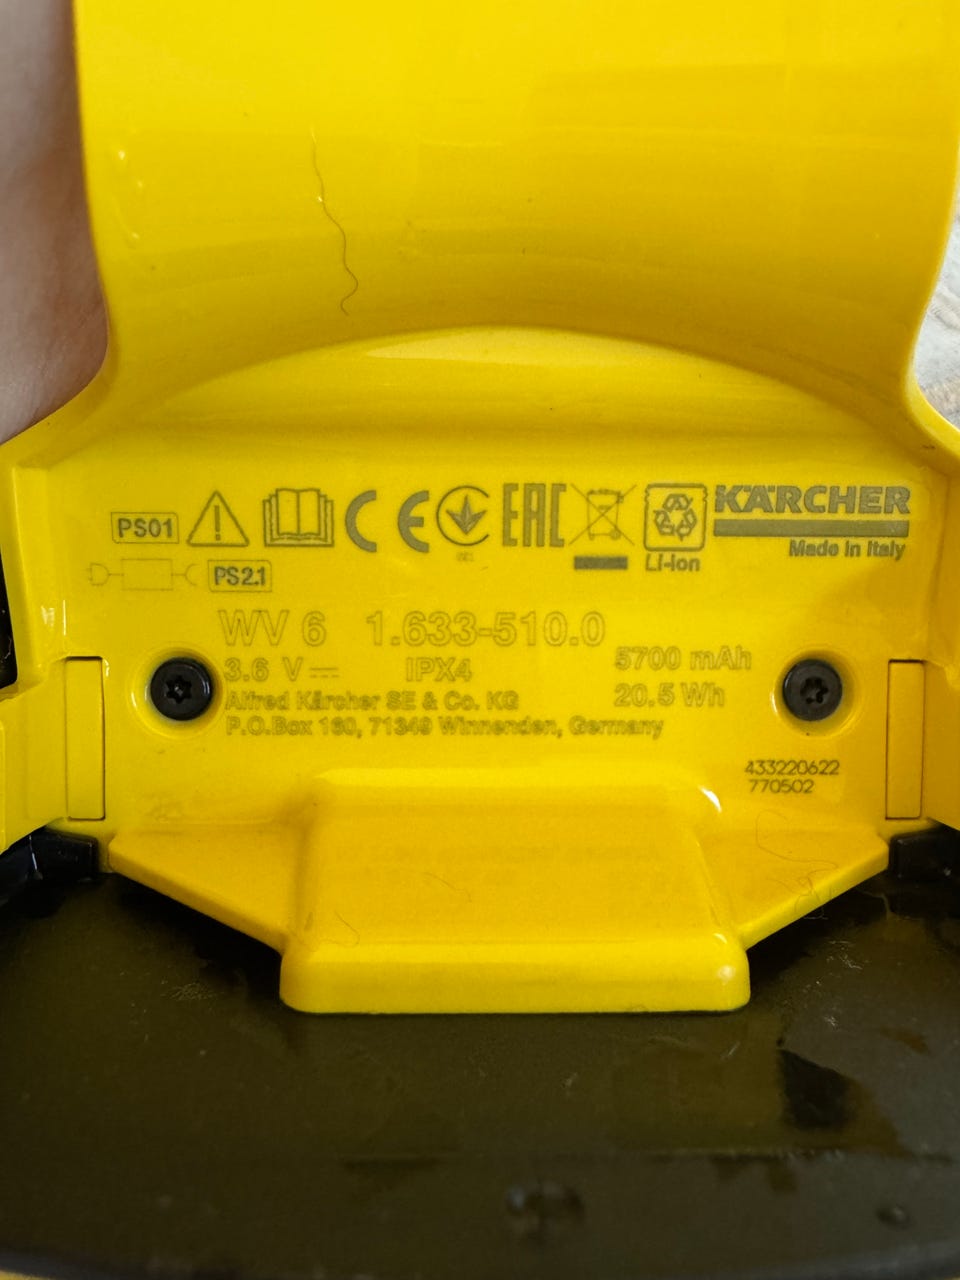 PS01
KÄRCHER
Made in Italy
Li-Ion
PS2.1
WV 6 1.633-510.0
3.6 V IPX4
5700 mAh
20.5 Wh
Alfred Kärcher SE & Co. KG
P.O.Box 160, 71349 Winnenden, Germany
433220622
770502